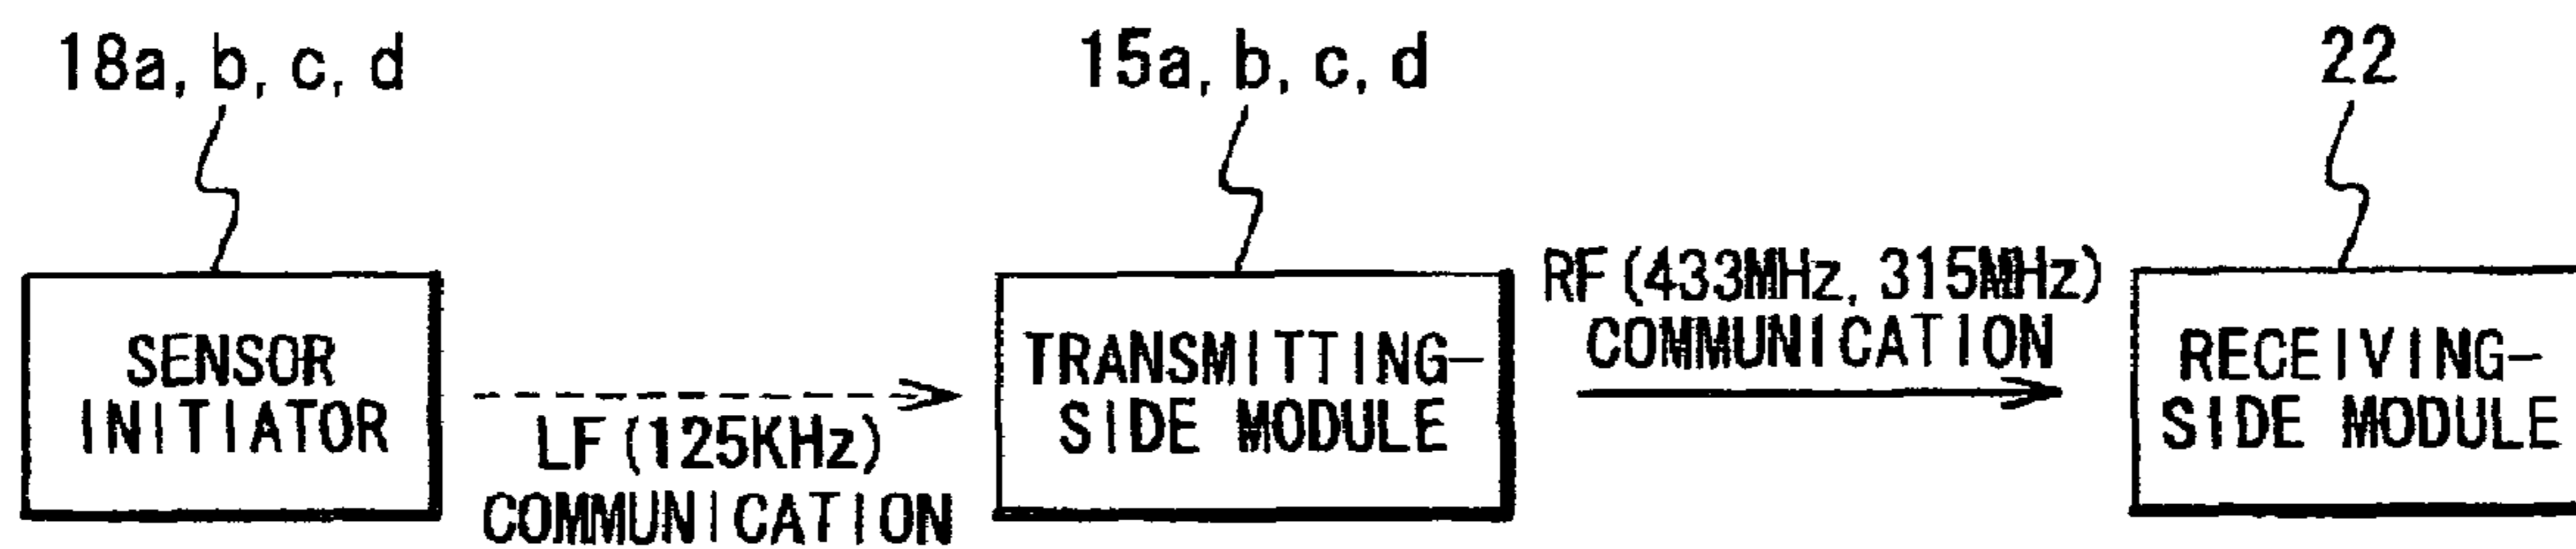 18a, b, c, d
15a, b, c, d
22
SENSOR
INITIATOR
LF (125KHz)
COMMUNICATION
TRANSMITTING-
SIDE MODULE
RF (433MHz, 315MHz)
COMMUNICATION
RECEIVING-
SIDE MODULE